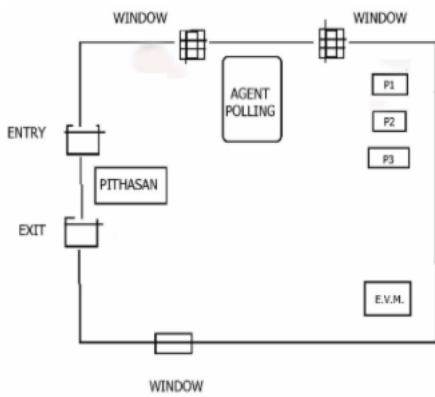 WINDOW
WINDOW
AGENT
POLLING
P1
P2
P3
ENTRY
PITHASAN
EXIT
E.V.M.
WINDOW